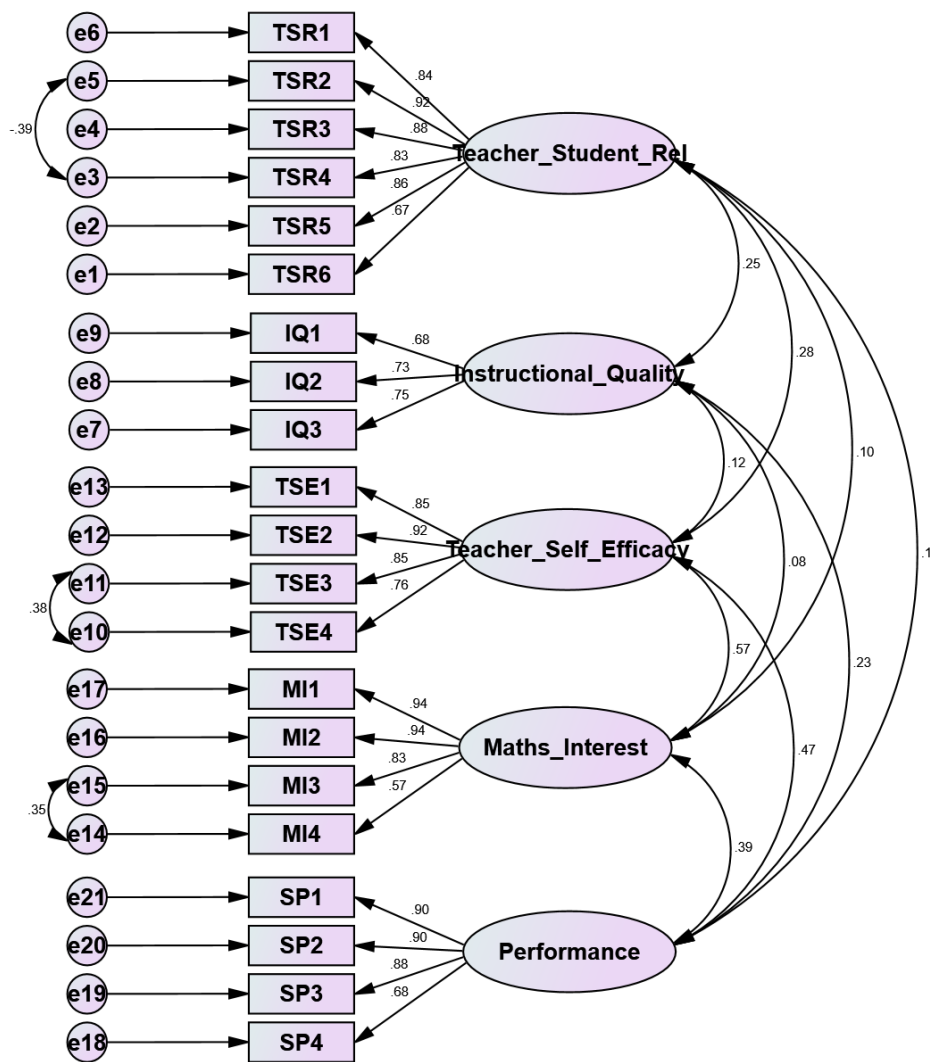 e6 TSR1
.84
e5 TSR2
.92
e4 TSR3
.88
-.39
Teacher_Student_Rel
e3 TSR4
.83
.86
e2 TSR5
.67
e1 TSR6
.25
e9 IQ1
.68
.28
e8 IQ2
.73
Instructional_Quality
.75
e7 IQ3
.10
.12
e13 TSE1
.85
e12 TSE2
.92
Teacher_Self_Efficacy
.85
.1
.08
e11 TSE3
.76
.38
e10 TSE4
.57
.23
e17 MI1
.94
e16 MI2
.94
Maths_Interest
.47
.83
e15 MI3
.57
.35
e14 MI4
.39
e21 SP1
.90
e20 SP2
.90
Performance
.88
e19 SP3
.68
e18 SP4